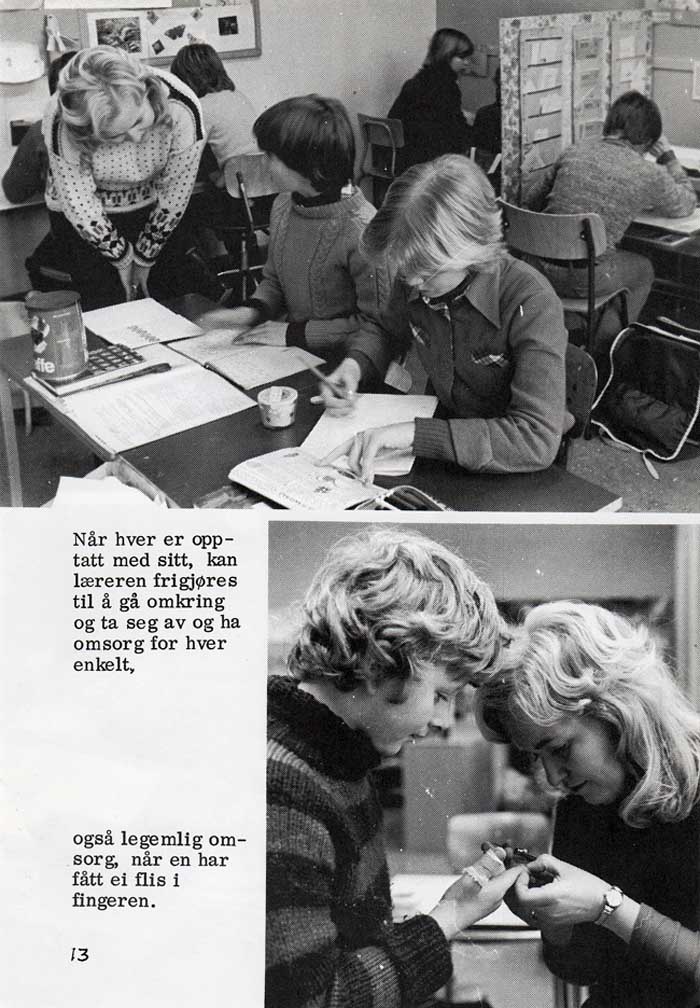 ffe
Når hver er opp-
tatt med sitt, kan
læreren frigjøres
til å gå omkring
og ta seg av og ha
omsorg for hver
enkelt,
også legemlig om-
sorg, når en har
fått ei flis i
fingeren.
13